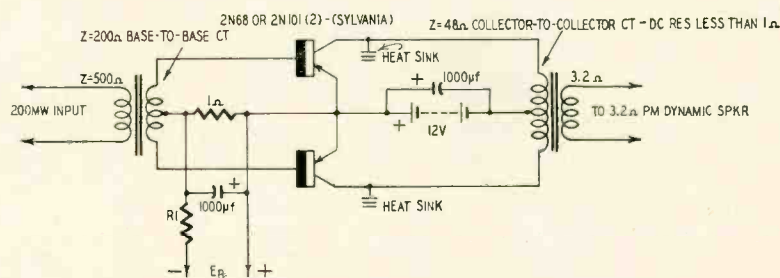 2N68 OR 2N101 (2)-(SYLVANIA)
Z=48Ω COLLECTOR-TO-COLLECTOR CT - DC RES LESS THAN 1Ω
Z=200Ω BASE-TO-BASE CT
HEAT SINK
Z=500Ω
1000µf
3.2Ω
+
1Ω
200MW INPUT
TO 3.2Ω PM DYNAMIC SPKR
+
12V
+
1000µf
HEAT SINK
R1
- EB +